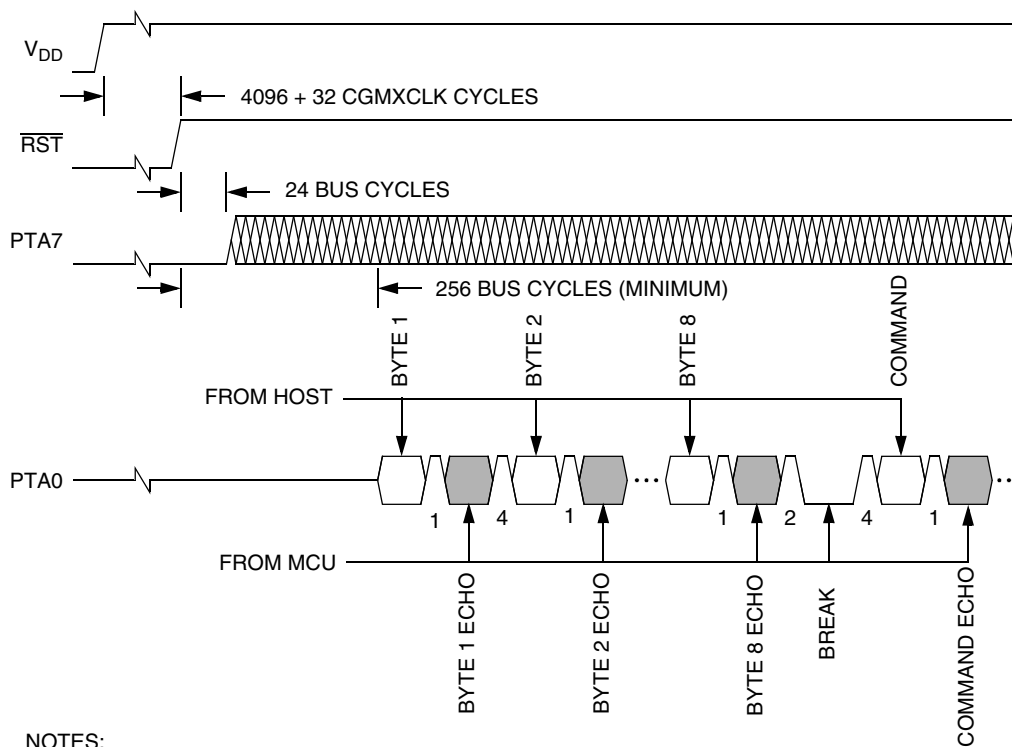 VDD
4096 + 32 CGMXCLK CYCLES
RST
24 BUS CYCLES
PTA7
256 BUS CYCLES (MINIMUM)
BYTE 1
BYTE 2
BYTE 8
COMMAND
FROM HOST
PTA0
1
4
1
1
2
4
1
FROM MCU
BYTE 1 ECHO
BYTE 2 ECHO
BYTE 8 ECHO
BREAK
COMMAND ECHO
NOTES: